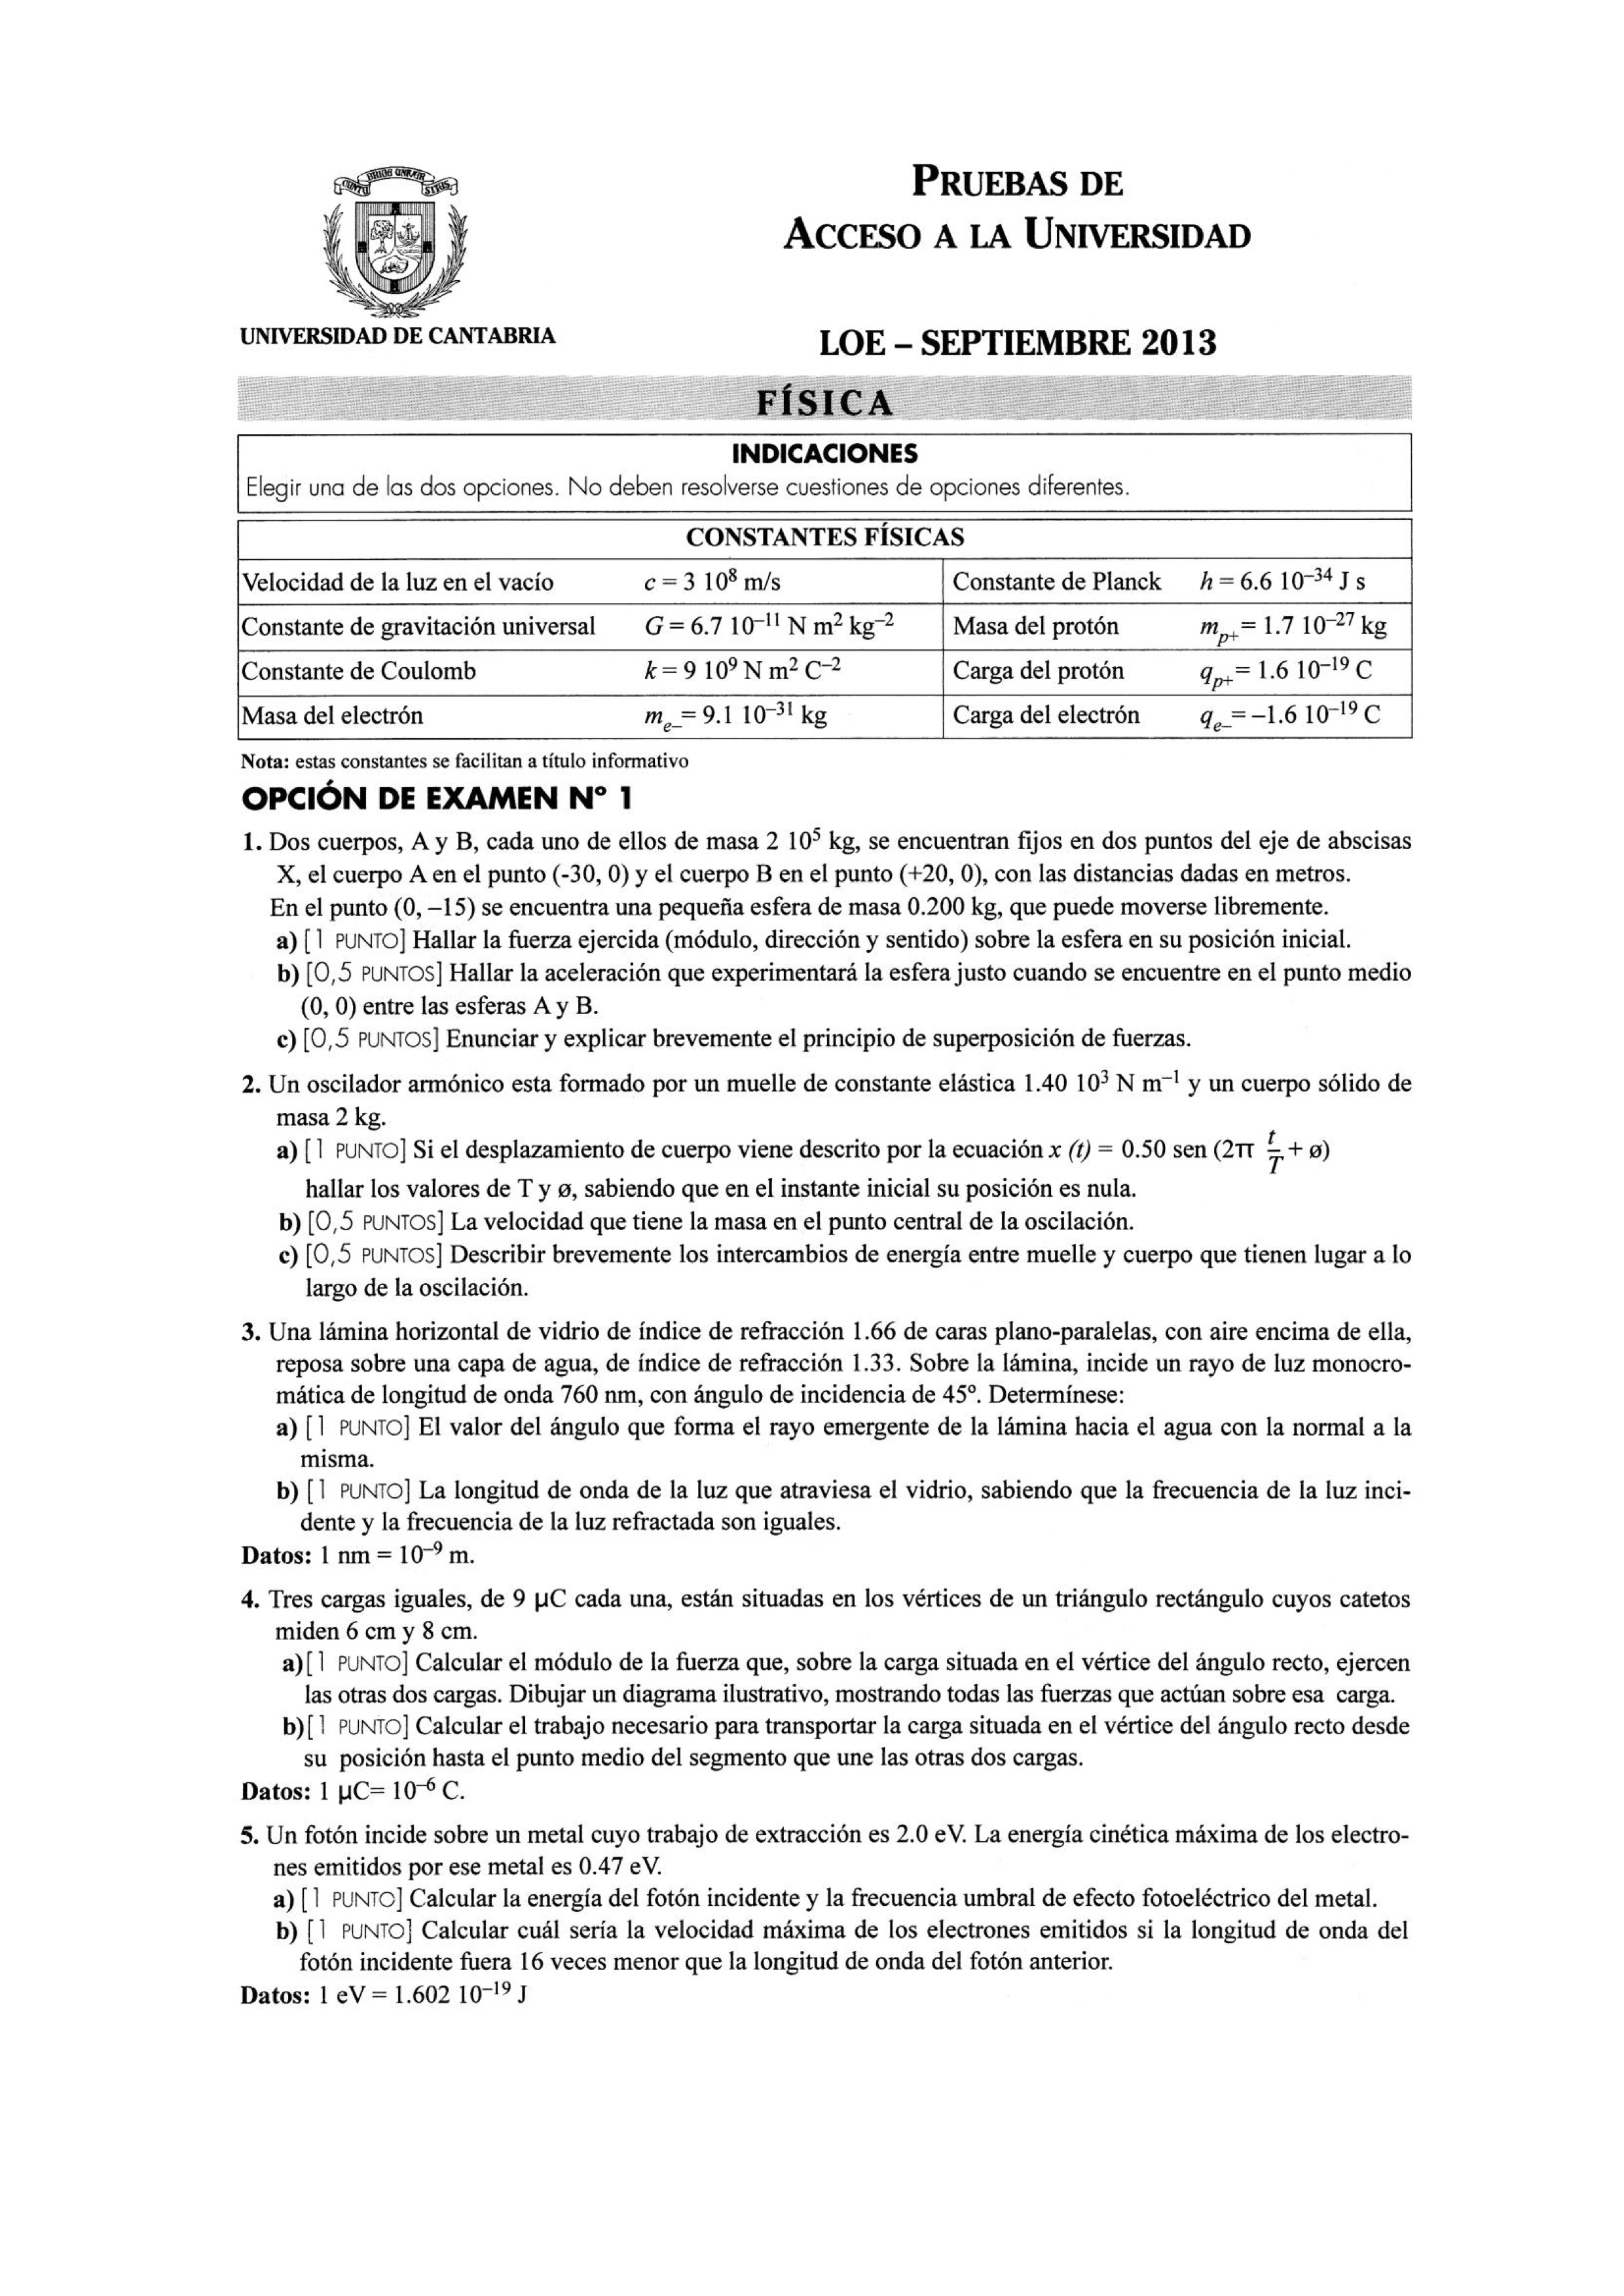 PRUEBAS DE
ACCESO A LA UNIVERSIDAD
UNIVERSIDAD DE CANTABRIA
LOE – SEPTIEMBRE 2013
FÍSICA
INDICACIONES
Elegir una de las dos opciones. No deben resolverse cuestiones de opciones diferentes.
CONSTANTES FÍSICAS
Velocidad de la luz en el vacío c = 3 10⁸ m/s Constante de Planck h = 6.6 10⁻³⁴ J s
Constante de gravitación universal G = 6.7 10⁻¹¹ N m² kg⁻² Masa del protón mₚ₊= 1.7 10⁻²⁷ kg
Constante de Coulomb k = 9 10⁹ N m² C⁻² Carga del protón qₚ₊= 1.6 10⁻¹⁹ C
Masa del electrón mₑ₋= 9.1 10⁻³¹ kg Carga del electrón qₑ₋= –1.6 10⁻¹⁹ C
Nota: estas constantes se facilitan a título informativo
OPCIÓN DE EXAMEN Nº 1
1. Dos cuerpos, A y B, cada uno de ellos de masa 2 10⁵ kg, se encuentran fijos en dos puntos del eje de abscisas
X, el cuerpo A en el punto (-30, 0) y el cuerpo B en el punto (+20, 0), con las distancias dadas en metros.
En el punto (0, –15) se encuentra una pequeña esfera de masa 0.200 kg, que puede moverse libremente.
a) [1 PUNTO] Hallar la fuerza ejercida (módulo, dirección y sentido) sobre la esfera en su posición inicial.
b) [0,5 PUNTOS] Hallar la aceleración que experimentará la esfera justo cuando se encuentre en el punto medio
(0, 0) entre las esferas A y B.
c) [0,5 PUNTOS] Enunciar y explicar brevemente el principio de superposición de fuerzas.
2. Un oscilador armónico esta formado por un muelle de constante elástica 1.40 10³ N m⁻¹ y un cuerpo sólido de
masa 2 kg.
a) [1 PUNTO] Si el desplazamiento de cuerpo viene descrito por la ecuación x (t) = 0.50 sen (2π t/T + ø)
hallar los valores de T y ø, sabiendo que en el instante inicial su posición es nula.
b) [0,5 PUNTOS] La velocidad que tiene la masa en el punto central de la oscilación.
c) [0,5 PUNTOS] Describir brevemente los intercambios de energía entre muelle y cuerpo que tienen lugar a lo
largo de la oscilación.
3. Una lámina horizontal de vidrio de índice de refracción 1.66 de caras plano-paralelas, con aire encima de ella,
reposa sobre una capa de agua, de índice de refracción 1.33. Sobre la lámina, incide un rayo de luz monocro-
mática de longitud de onda 760 nm, con ángulo de incidencia de 45º. Determínese:
a) [1 PUNTO] El valor del ángulo que forma el rayo emergente de la lámina hacia el agua con la normal a la
misma.
b) [1 PUNTO] La longitud de onda de la luz que atraviesa el vidrio, sabiendo que la frecuencia de la luz inci-
dente y la frecuencia de la luz refractada son iguales.
Datos: 1 nm = 10⁻⁹ m.
4. Tres cargas iguales, de 9 µC cada una, están situadas en los vértices de un triángulo rectángulo cuyos catetos
miden 6 cm y 8 cm.
a)[1 PUNTO] Calcular el módulo de la fuerza que, sobre la carga situada en el vértice del ángulo recto, ejercen
las otras dos cargas. Dibujar un diagrama ilustrativo, mostrando todas las fuerzas que actúan sobre esa carga.
b)[1 PUNTO] Calcular el trabajo necesario para transportar la carga situada en el vértice del ángulo recto desde
su posición hasta el punto medio del segmento que une las otras dos cargas.
Datos: 1 µC= 10⁻⁶ C.
5. Un fotón incide sobre un metal cuyo trabajo de extracción es 2.0 eV. La energía cinética máxima de los electro-
nes emitidos por ese metal es 0.47 eV.
a) [1 PUNTO] Calcular la energía del fotón incidente y la frecuencia umbral de efecto fotoeléctrico del metal.
b) [1 PUNTO] Calcular cuál sería la velocidad máxima de los electrones emitidos si la longitud de onda del
fotón incidente fuera 16 veces menor que la longitud de onda del fotón anterior.
Datos: 1 eV = 1.602 10⁻¹⁹ J